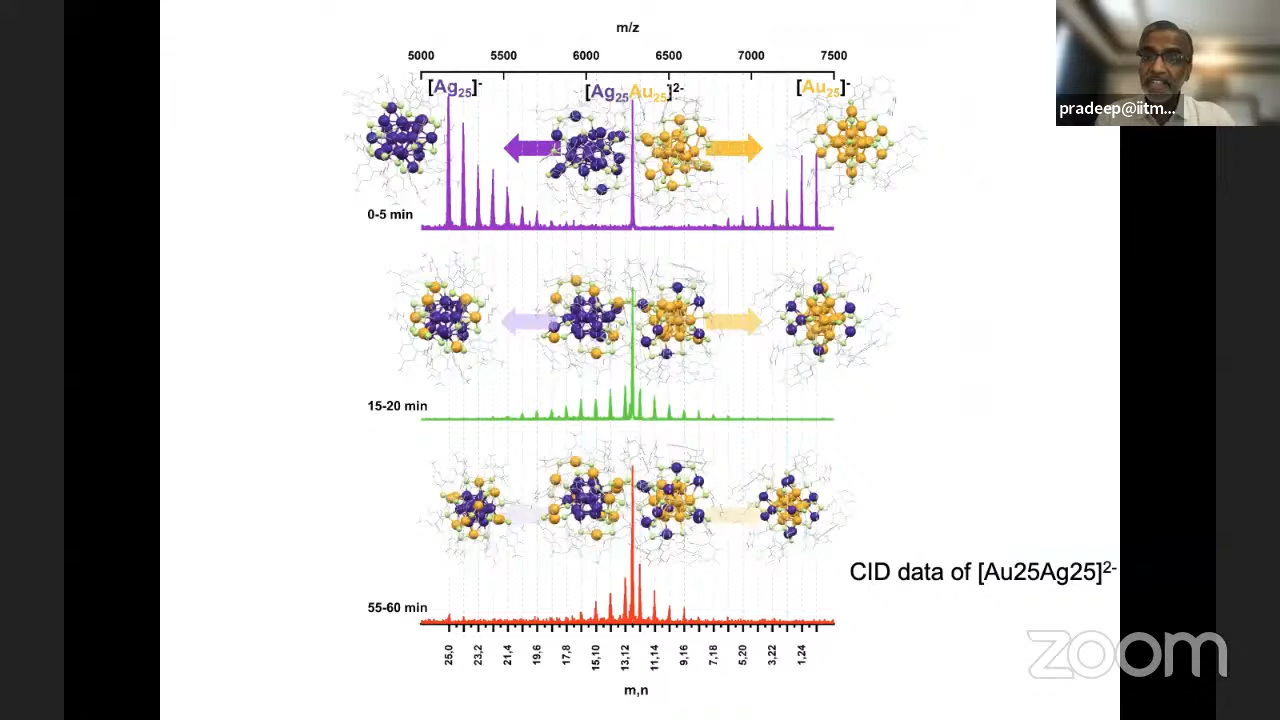 m/z
5000 5500 6000 6500 7000 7500
[Ag25]- [Ag25Au25]2- [Au25]-
pradeep@iitm...
0-5 min
15-20 min
55-60 min
CID data of [Au25Ag25]2-
zoom
25,0 23,2 21,4 19,6 17,8 15,10 13,12 11,14 9,16 7,18 5,20 3,22 1,24
m,n